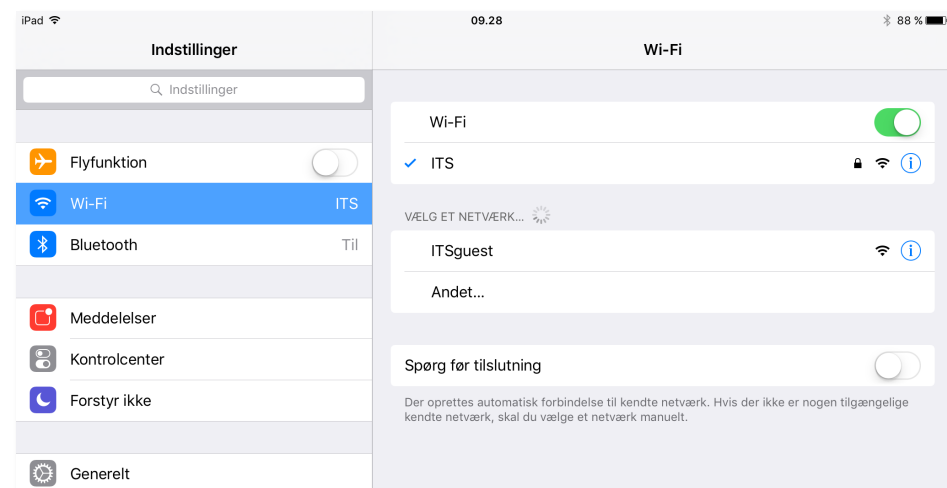 iPad
09.28
88 %
Indstillinger
Wi-Fi
Indstillinger
Flyfunktion
Wi-Fi ITS
Bluetooth Til
Meddelelser
Kontrolcenter
Forstyr ikke
Generelt
Wi-Fi
ITS
VÆLG ET NETVÆRK...
ITSguest
Andet...
Spørg før tilslutning
Der oprettes automatisk forbindelse til kendte netværk. Hvis der ikke er nogen tilgængelige
kendte netværk, skal du vælge et netværk manuelt.